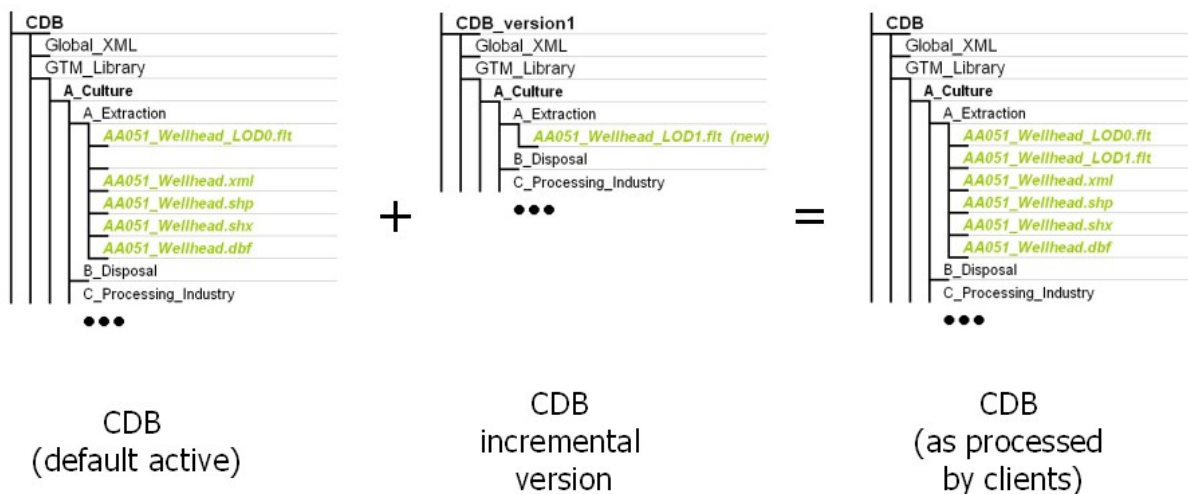 CDB
Global_XML
GTM_Library
A_Culture
A_Extraction
AA051_Wellhead_LOD0.flt
AA051_Wellhead.xml
AA051_Wellhead.shp
AA051_Wellhead.shx
AA051_Wellhead.dbf
B_Disposal
C_Processing_Industry
•••
CDB
(default active)
+
CDB_version1
Global_XML
GTM_Library
A_Culture
A_Extraction
AA051_Wellhead_LOD1.flt (new)
B_Disposal
C_Processing_Industry
•••
CDB
incremental
version
=
CDB
Global_XML
GTM_Library
A_Culture
A_Extraction
AA051_Wellhead_LOD0.flt
AA051_Wellhead_LOD1.flt
AA051_Wellhead.xml
AA051_Wellhead.shp
AA051_Wellhead.shx
AA051_Wellhead.dbf
B_Disposal
C_Processing_Industry
•••
CDB
(as processed
by clients)